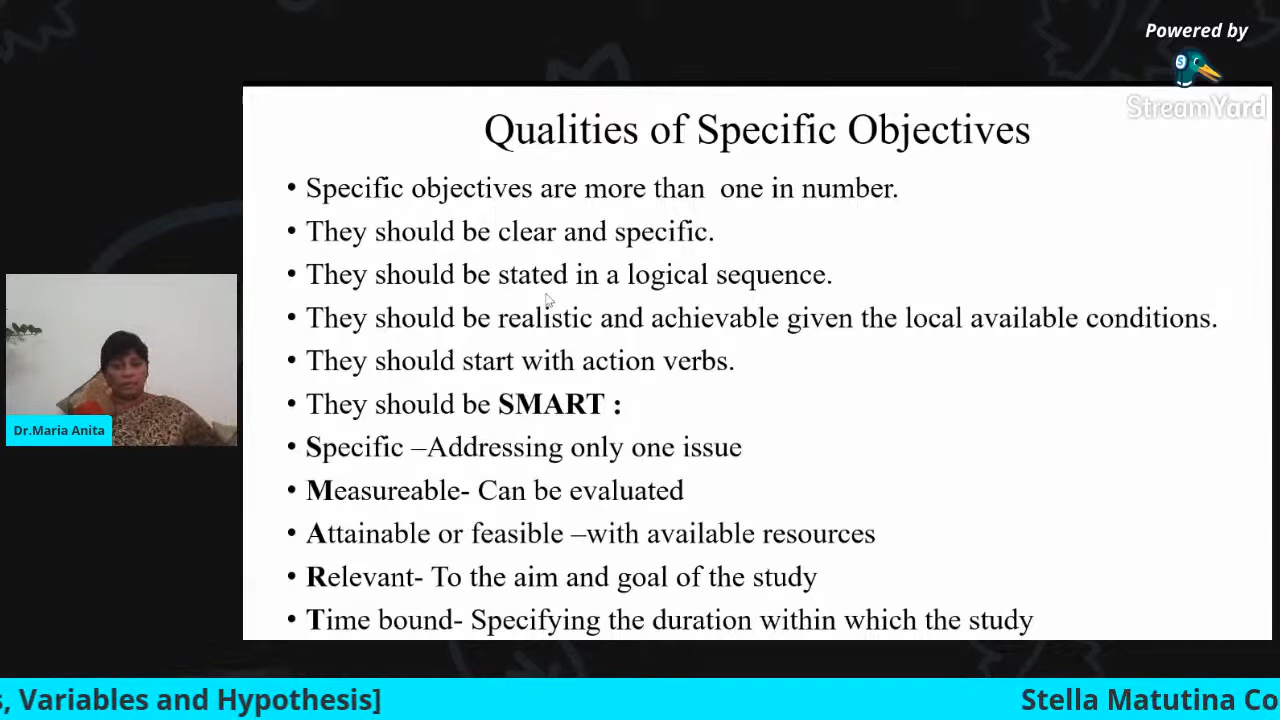 Powered by
StreamYard
Qualities of Specific Objectives
• Specific objectives are more than one in number.
• They should be clear and specific.
• They should be stated in a logical sequence.
• They should be realistic and achievable given the local available conditions.
• They should start with action verbs.
• They should be SMART :
• Specific –Addressing only one issue
• Measureable- Can be evaluated
• Attainable or feasible –with available resources
• Relevant- To the aim and goal of the study
• Time bound- Specifying the duration within which the study
Dr.Maria Anita
, Variables and Hypothesis]
Stella Matutina Co